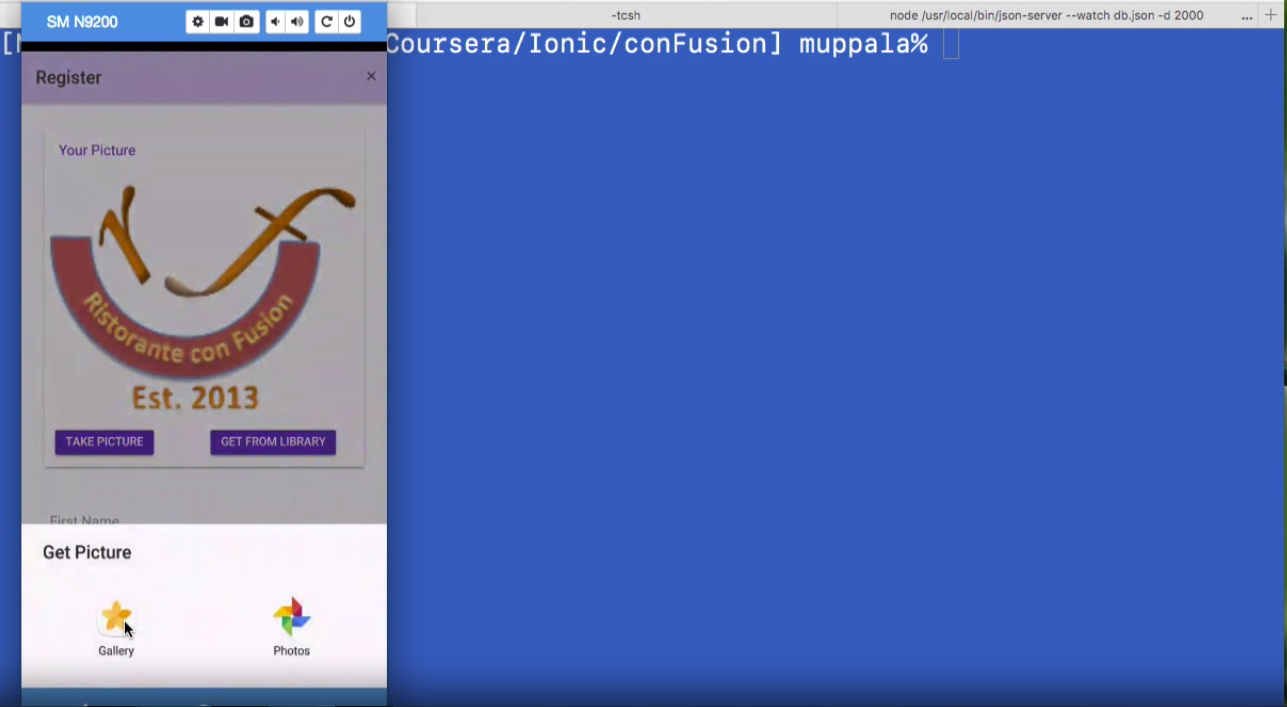 SM N9200
-tcsh
node /usr/local/bin/json-server --watch db.json -d 2000
...
Coursera/Ionic/conFusion] muppala%
Register
Your Picture
Ristorante con Fusion
Est. 2013
TAKE PICTURE
GET FROM LIBRARY
First Name
Get Picture
Gallery
Photos